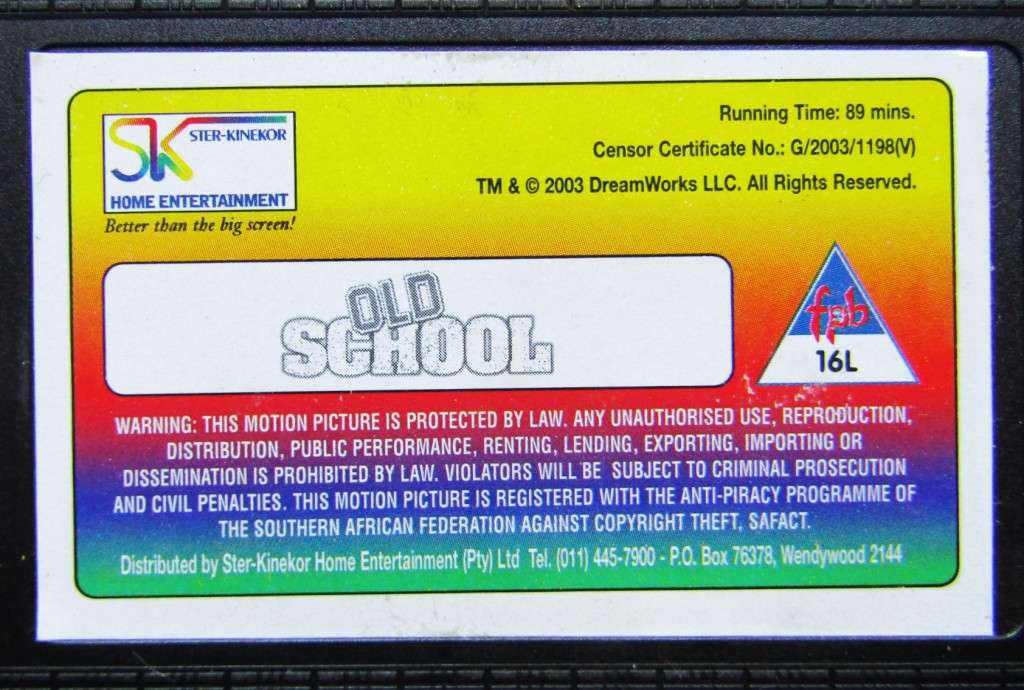 SK STER-KINEKOR
HOME ENTERTAINMENT
Better than the big screen!
Running Time: 89 mins.
Censor Certificate No.: G/2003/1198(V)
TM & © 2003 DreamWorks LLC. All Rights Reserved.
OLD
SCHOOL
fpb
16L
WARNING: THIS MOTION PICTURE IS PROTECTED BY LAW. ANY UNAUTHORISED USE, REPRODUCTION,
DISTRIBUTION, PUBLIC PERFORMANCE, RENTING, LENDING, EXPORTING, IMPORTING OR
DISSEMINATION IS PROHIBITED BY LAW. VIOLATORS WILL BE SUBJECT TO CRIMINAL PROSECUTION
AND CIVIL PENALTIES. THIS MOTION PICTURE IS REGISTERED WITH THE ANTI-PIRACY PROGRAMME OF
THE SOUTHERN AFRICAN FEDERATION AGAINST COPYRIGHT THEFT, SAFACT.
Distributed by Ster-Kinekor Home Entertainment (Pty) Ltd Tel. (011) 445-7900 - P.O. Box 76378, Wendywood 2144